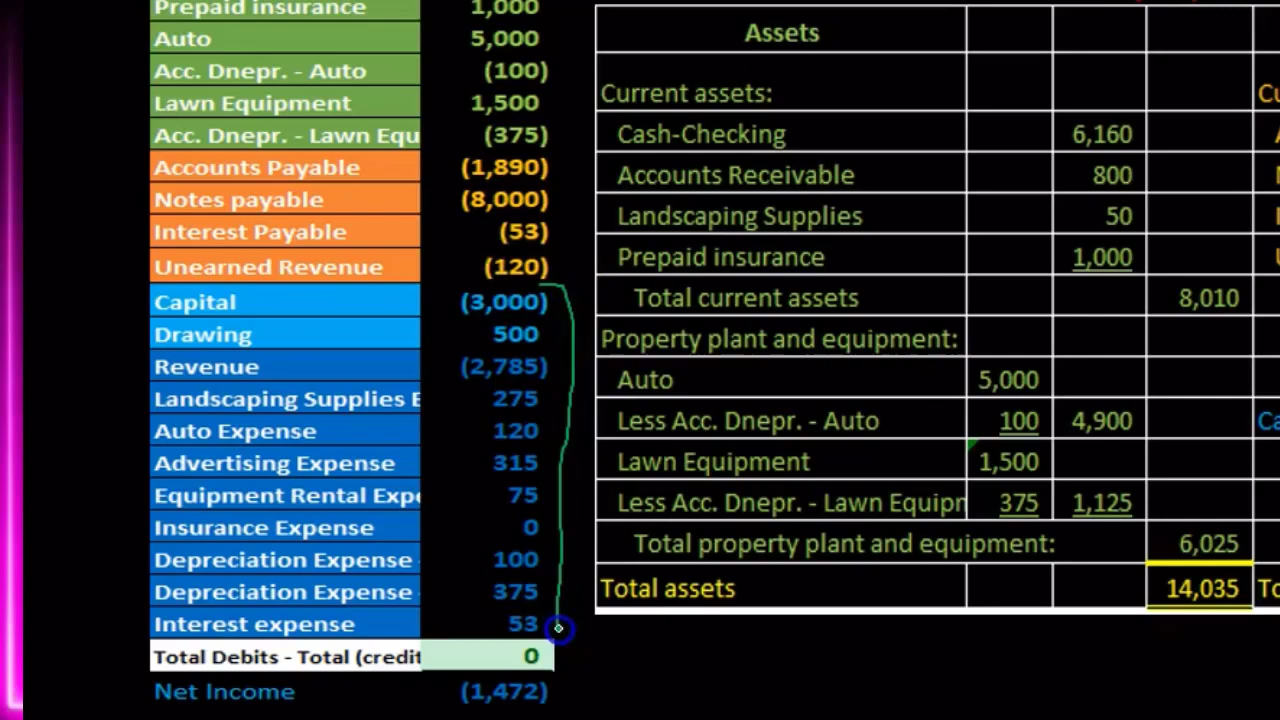 Prepaid insurance 1,000
Auto 5,000
Acc. Dnepr. - Auto (100)
Lawn Equipment 1,500
Acc. Dnepr. - Lawn Equ (375)
Accounts Payable (1,890)
Notes payable (8,000)
Interest Payable (53)
Unearned Revenue (120)
Capital (3,000)
Drawing 500
Revenue (2,785)
Landscaping Supplies E 275
Auto Expense 120
Advertising Expense 315
Equipment Rental Expe 75
Insurance Expense 0
Depreciation Expense - 100
Depreciation Expense - 375
Interest expense 53
Total Debits - Total (credit 0
Net Income (1,472)
Assets
Current assets: Cu
Cash-Checking 6,160
Accounts Receivable 800
Landscaping Supplies 50
Prepaid insurance 1,000
Total current assets 8,010
Property plant and equipment:
Auto 5,000
Less Acc. Dnepr. - Auto 100 4,900 Ca
Lawn Equipment 1,500
Less Acc. Dnepr. - Lawn Equipm 375 1,125
Total property plant and equipment: 6,025
Total assets 14,035 To